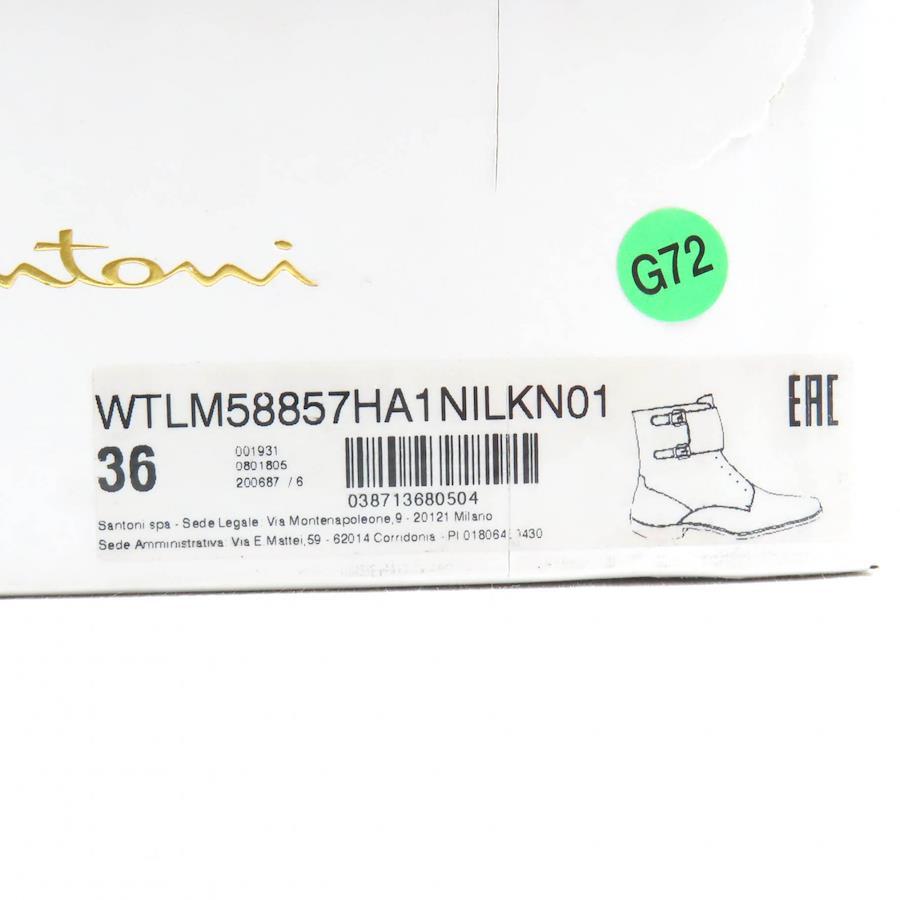 ntoni
G72
WTLM58857HA1NILKN01
EAC
36
001931
0801805
200687 /6
038713680504
Santoni spa - Sede Legale: Via Montenapoleone,9 - 20121 Milano
Sede Amministrativa: Via E.Mattei,59 - 62014 Corridonia - PI